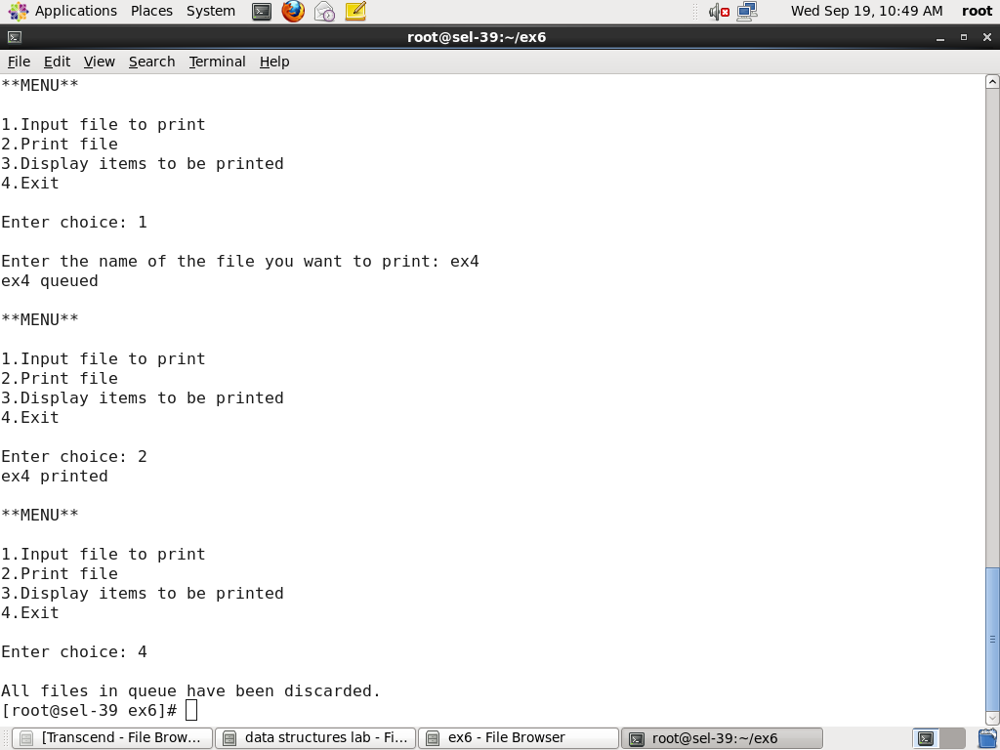 Applications Places System Wed Sep 19, 10:49 AM root
root@sel-39:~/ex6
File Edit View Search Terminal Help
**MENU**
1.Input file to print
2.Print file
3.Display items to be printed
4.Exit
Enter choice: 1
Enter the name of the file you want to print: ex4
ex4 queued
**MENU**
1.Input file to print
2.Print file
3.Display items to be printed
4.Exit
Enter choice: 2
ex4 printed
**MENU**
1.Input file to print
2.Print file
3.Display items to be printed
4.Exit
Enter choice: 4
All files in queue have been discarded.
[root@sel-39 ex6]#
[Transcend - File Brow... data structures lab - Fi... ex6 - File Browser root@sel-39:~/ex6